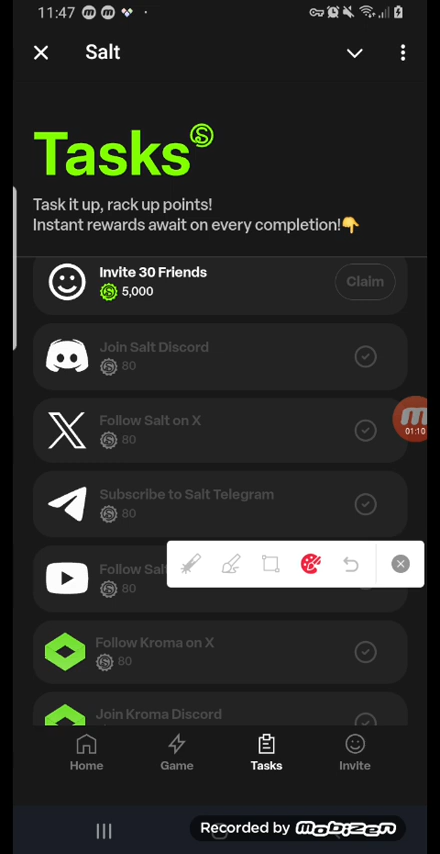 11:47
Salt
Tasks
Task it up, rack up points!
Instant rewards await on every completion!👇
Invite 30 Friends
5,000
Claim
Join Salt Discord
80
Follow Salt on X
80
01:10
Subscribe to Salt Telegram
80
Follow Sal
80
Follow Kroma on X
80
Join Kroma Discord
Home
Game
Tasks
Invite
Recorded by MOBIZEN